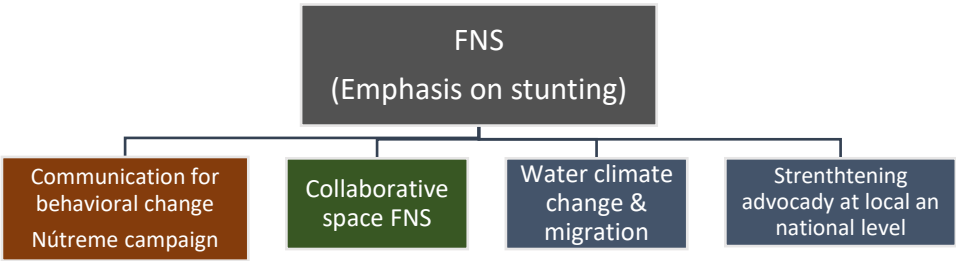 FNS
(Emphasis on stunting)
Communication for
behavioral change
Nútreme campaign
Collaborative
space FNS
Water climate
change &
migration
Strenthtening
advocady at local an
national level